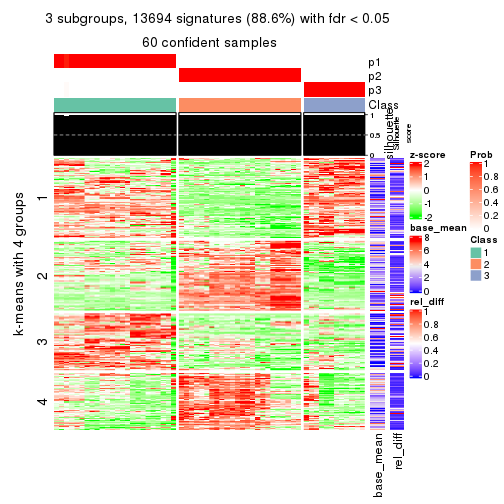 3 subgroups, 13694 signatures (88.6%) with fdr < 0.05
60 confident samples
p1
p2
p3
Class
silhouette
Silhouette
score
1
0.5
0
k-means with 4 groups
1
2
3
4
z-score
2
1
0
-1
-2
base_mean
8
6
4
2
0
rel_diff
1
0.8
0.6
0.4
0.2
0
Prob
1
0.8
0.6
0.4
0.2
0
Class
1
2
3
base_mean
rel_diff